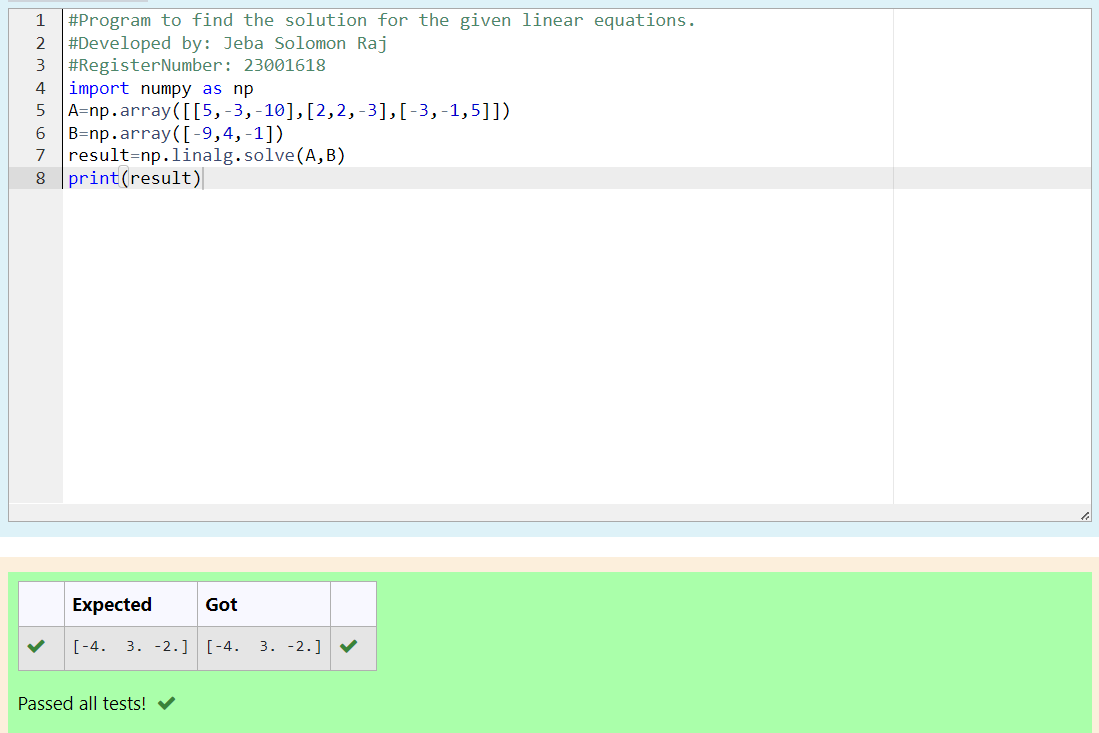 1 #Program to find the solution for the given linear equations.
2 #Developed by: Jeba Solomon Raj
3 #RegisterNumber: 23001618
4 import numpy as np
5 A=np.array([[5,-3,-10],[2,2,-3],[-3,-1,5]])
6 B=np.array([-9,4,-1])
7 result=np.linalg.solve(A,B)
8 print(result)
Expected Got
[-4.  3. -2.] [-4.  3. -2.]
Passed all tests!